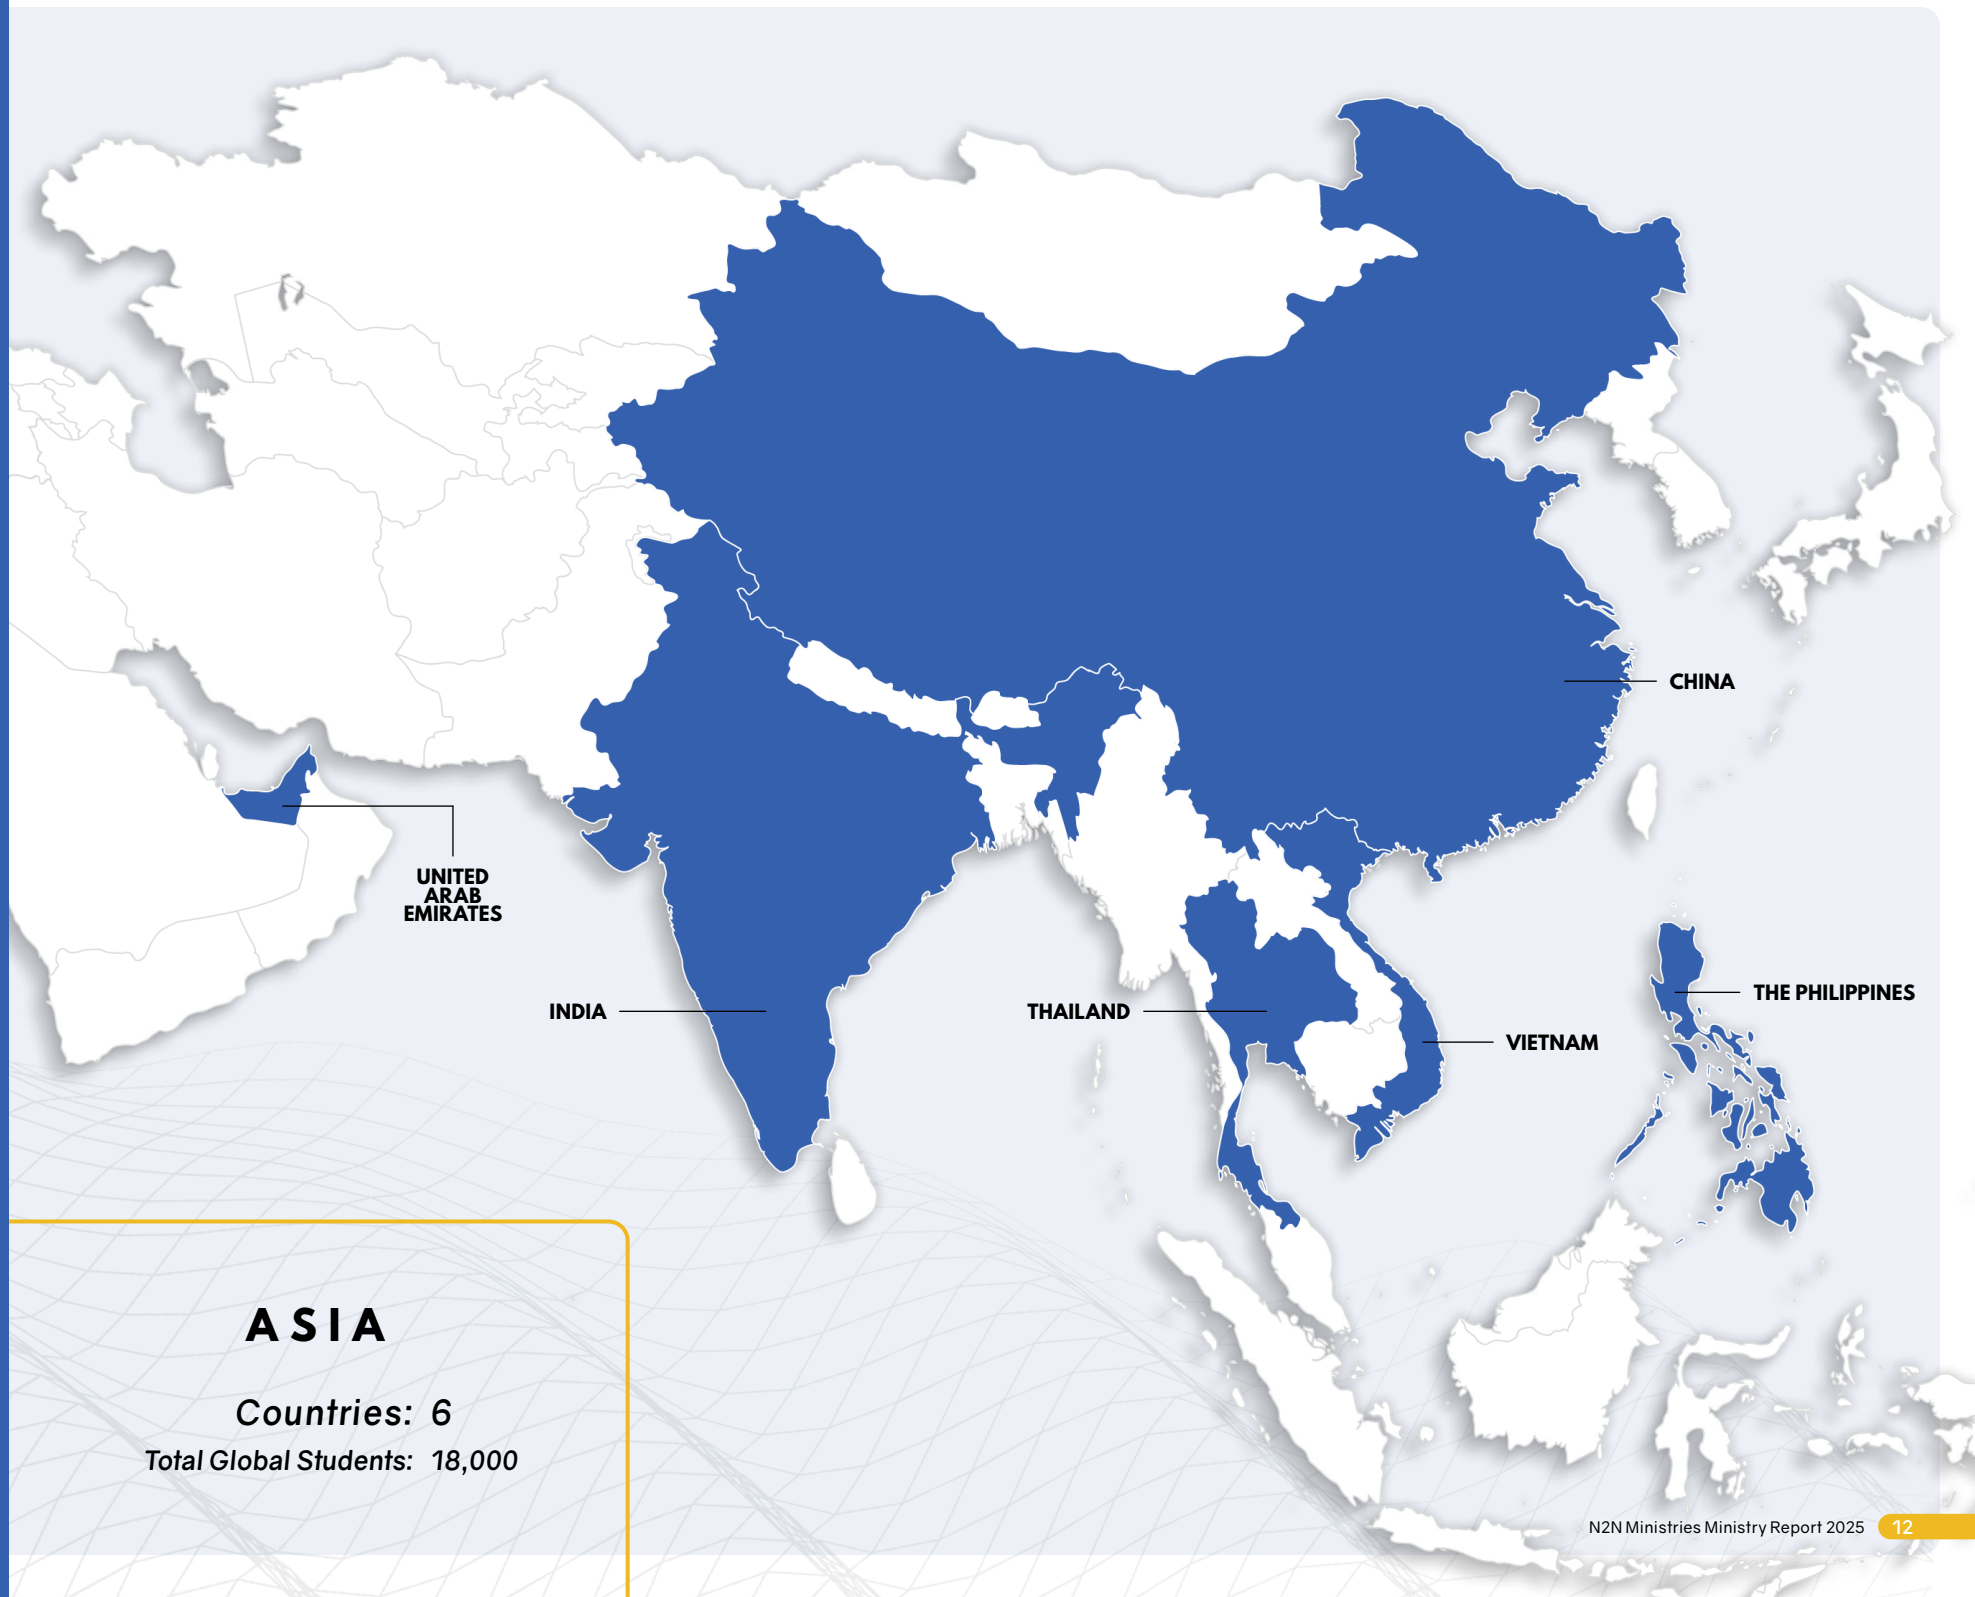 CHINA
UNITED
ARAB
EMIRATES
INDIA
THAILAND
THE PHILIPPINES
VIETNAM
ASIA
Countries: 6
Total Global Students: 18,000
N2N Ministries Ministry Report 2025 12